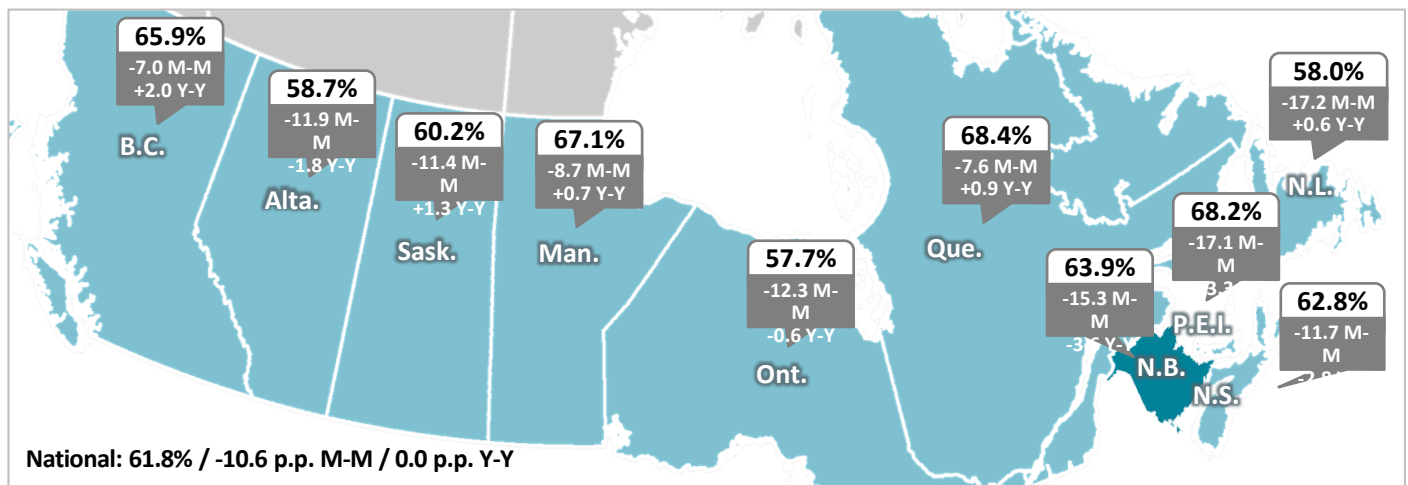 65.9%
-7.0 M-M
+2.0 Y-Y
B.C.
58.7%
-11.9 M-
M
-1.8 Y-Y
Alta.
60.2%
-11.4 M-
M
+1.3 Y-Y
Sask.
67.1%
-8.7 M-M
+0.7 Y-Y
Man.
57.7%
-12.3 M-
M
-0.6 Y-Y
Ont.
68.4%
-7.6 M-M
+0.9 Y-Y
Que.
63.9%
-15.3 M-
M
-3.6 Y-Y
N.B.
68.2%
-17.1 M-
M
P.E.I.
58.0%
-17.2 M-M
+0.6 Y-Y
N.L.
62.8%
-11.7 M-
M
N.S.
National: 61.8% / -10.6 p.p. M-M / 0.0 p.p. Y-Y